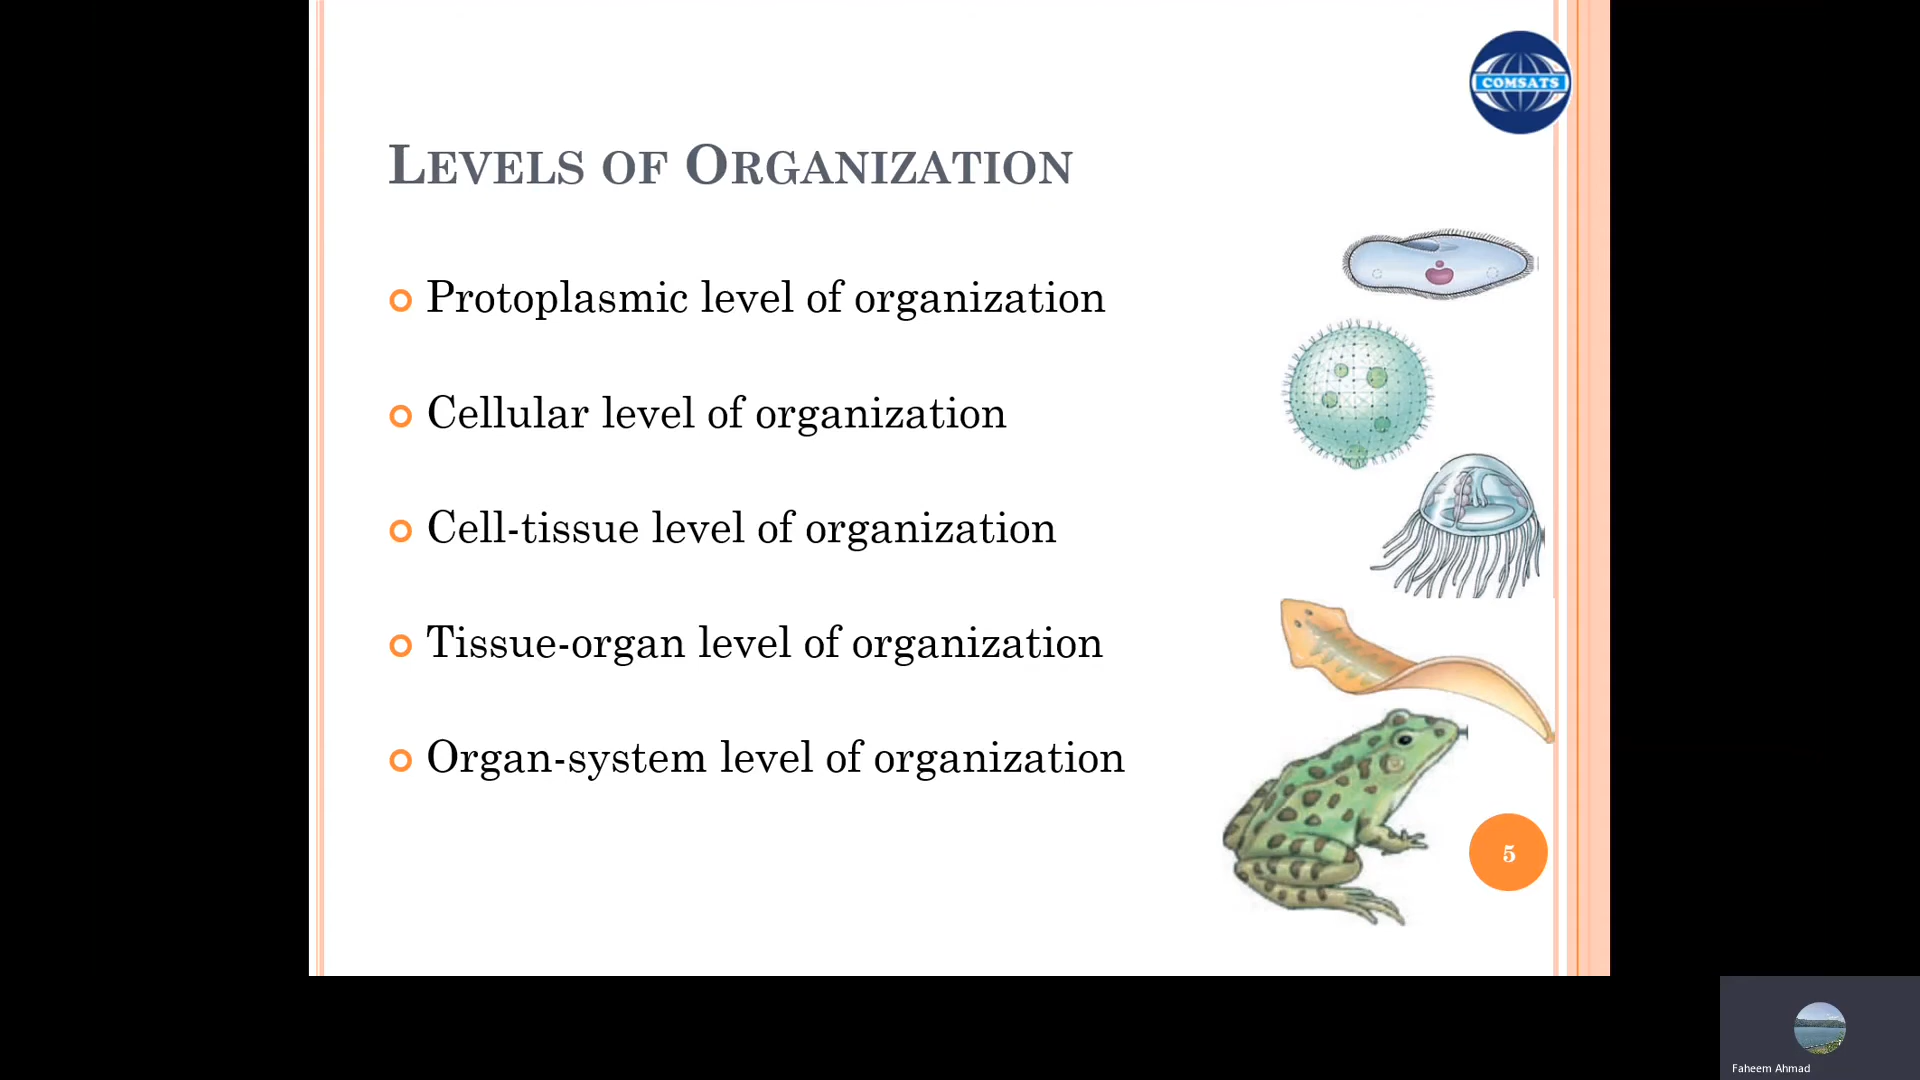 COMSATS
LEVELS OF ORGANIZATION
Protoplasmic level of organization
Cellular level of organization
Cell-tissue level of organization
Tissue-organ level of organization
Organ-system level of organization
5
Faheem Ahmad